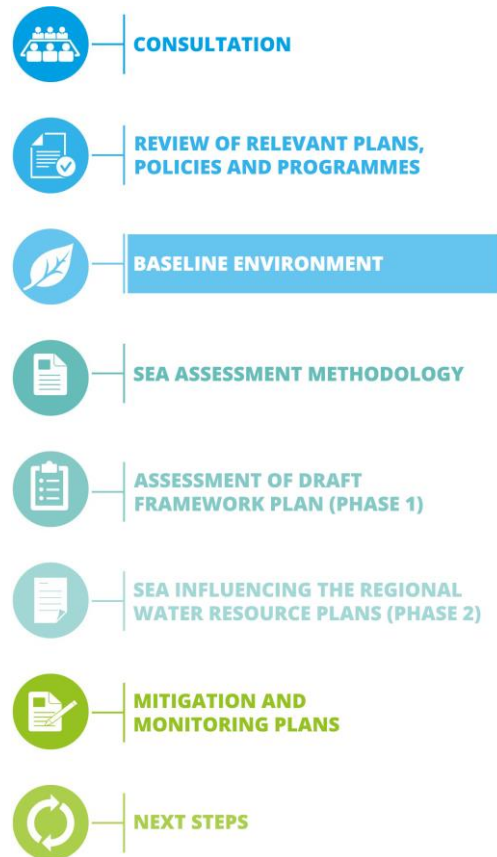 CONSULTATION
REVIEW OF RELEVANT PLANS,
POLICIES AND PROGRAMMES
BASELINE ENVIRONMENT
SEA ASSESSMENT METHODOLOGY
ASSESSMENT OF DRAFT
FRAMEWORK PLAN (PHASE 1)
SEA INFLUENCING THE REGIONAL
WATER RESOURCE PLANS (PHASE 2)
MITIGATION AND
MONITORING PLANS
NEXT STEPS